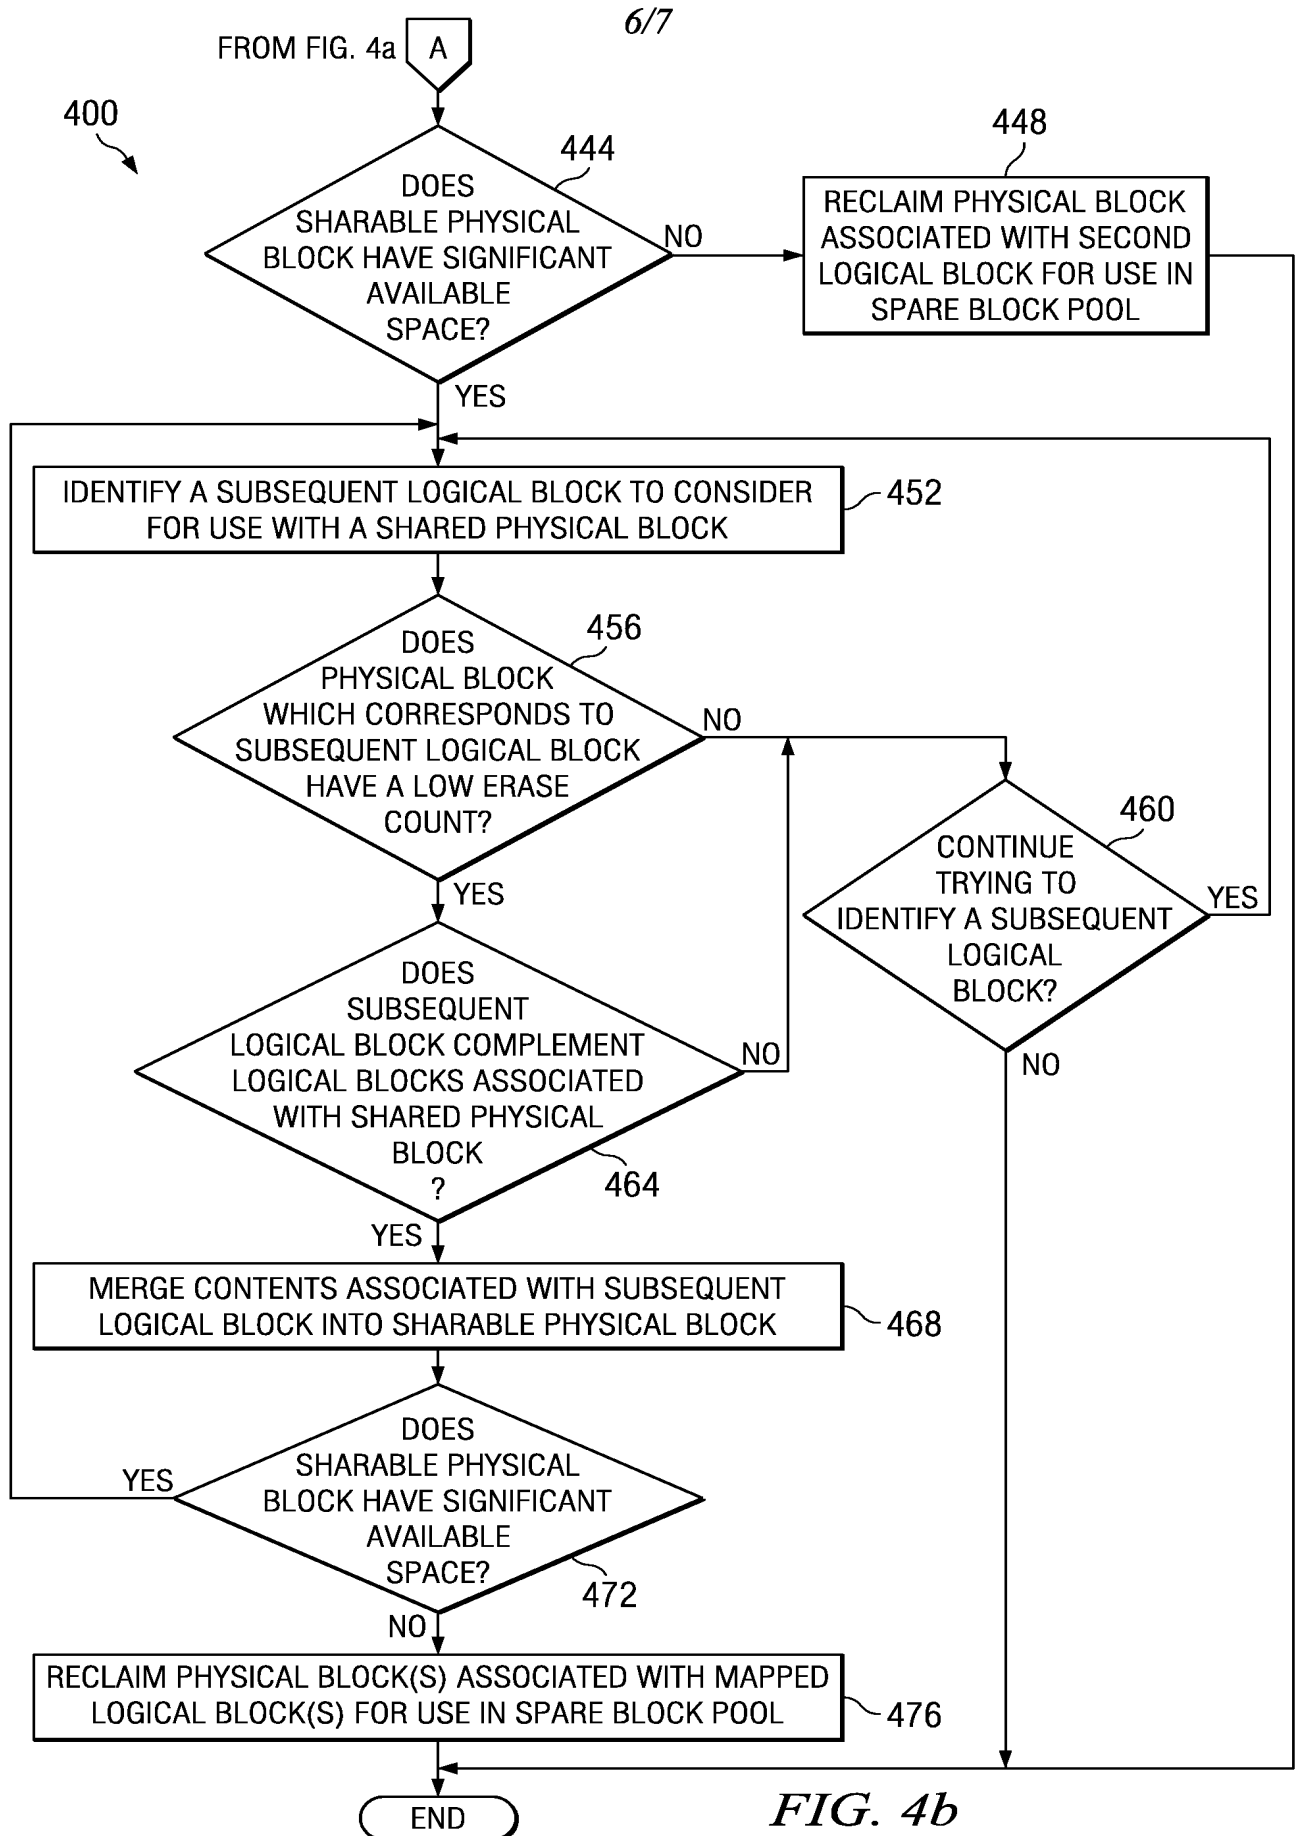 6/7
FROM FIG. 4a
A
400
444
DOES
SHARABLE PHYSICAL
BLOCK HAVE SIGNIFICANT
AVAILABLE
SPACE?
NO
448
RECLAIM PHYSICAL BLOCK
ASSOCIATED WITH SECOND
LOGICAL BLOCK FOR USE IN
SPARE BLOCK POOL
YES
IDENTIFY A SUBSEQUENT LOGICAL BLOCK TO CONSIDER
FOR USE WITH A SHARED PHYSICAL BLOCK
452
DOES
PHYSICAL BLOCK
WHICH CORRESPONDS TO
SUBSEQUENT LOGICAL BLOCK
HAVE A LOW ERASE
COUNT?
456
NO
YES
460
CONTINUE
TRYING TO
IDENTIFY A SUBSEQUENT
LOGICAL
BLOCK?
YES
NO
DOES
SUBSEQUENT
LOGICAL BLOCK COMPLEMENT
LOGICAL BLOCKS ASSOCIATED
WITH SHARED PHYSICAL
BLOCK
?
NO
464
YES
MERGE CONTENTS ASSOCIATED WITH SUBSEQUENT
LOGICAL BLOCK INTO SHARABLE PHYSICAL BLOCK
468
DOES
SHARABLE PHYSICAL
BLOCK HAVE SIGNIFICANT
AVAILABLE
SPACE?
YES
472
NO
RECLAIM PHYSICAL BLOCK(S) ASSOCIATED WITH MAPPED
LOGICAL BLOCK(S) FOR USE IN SPARE BLOCK POOL
476
END
FIG. 4b